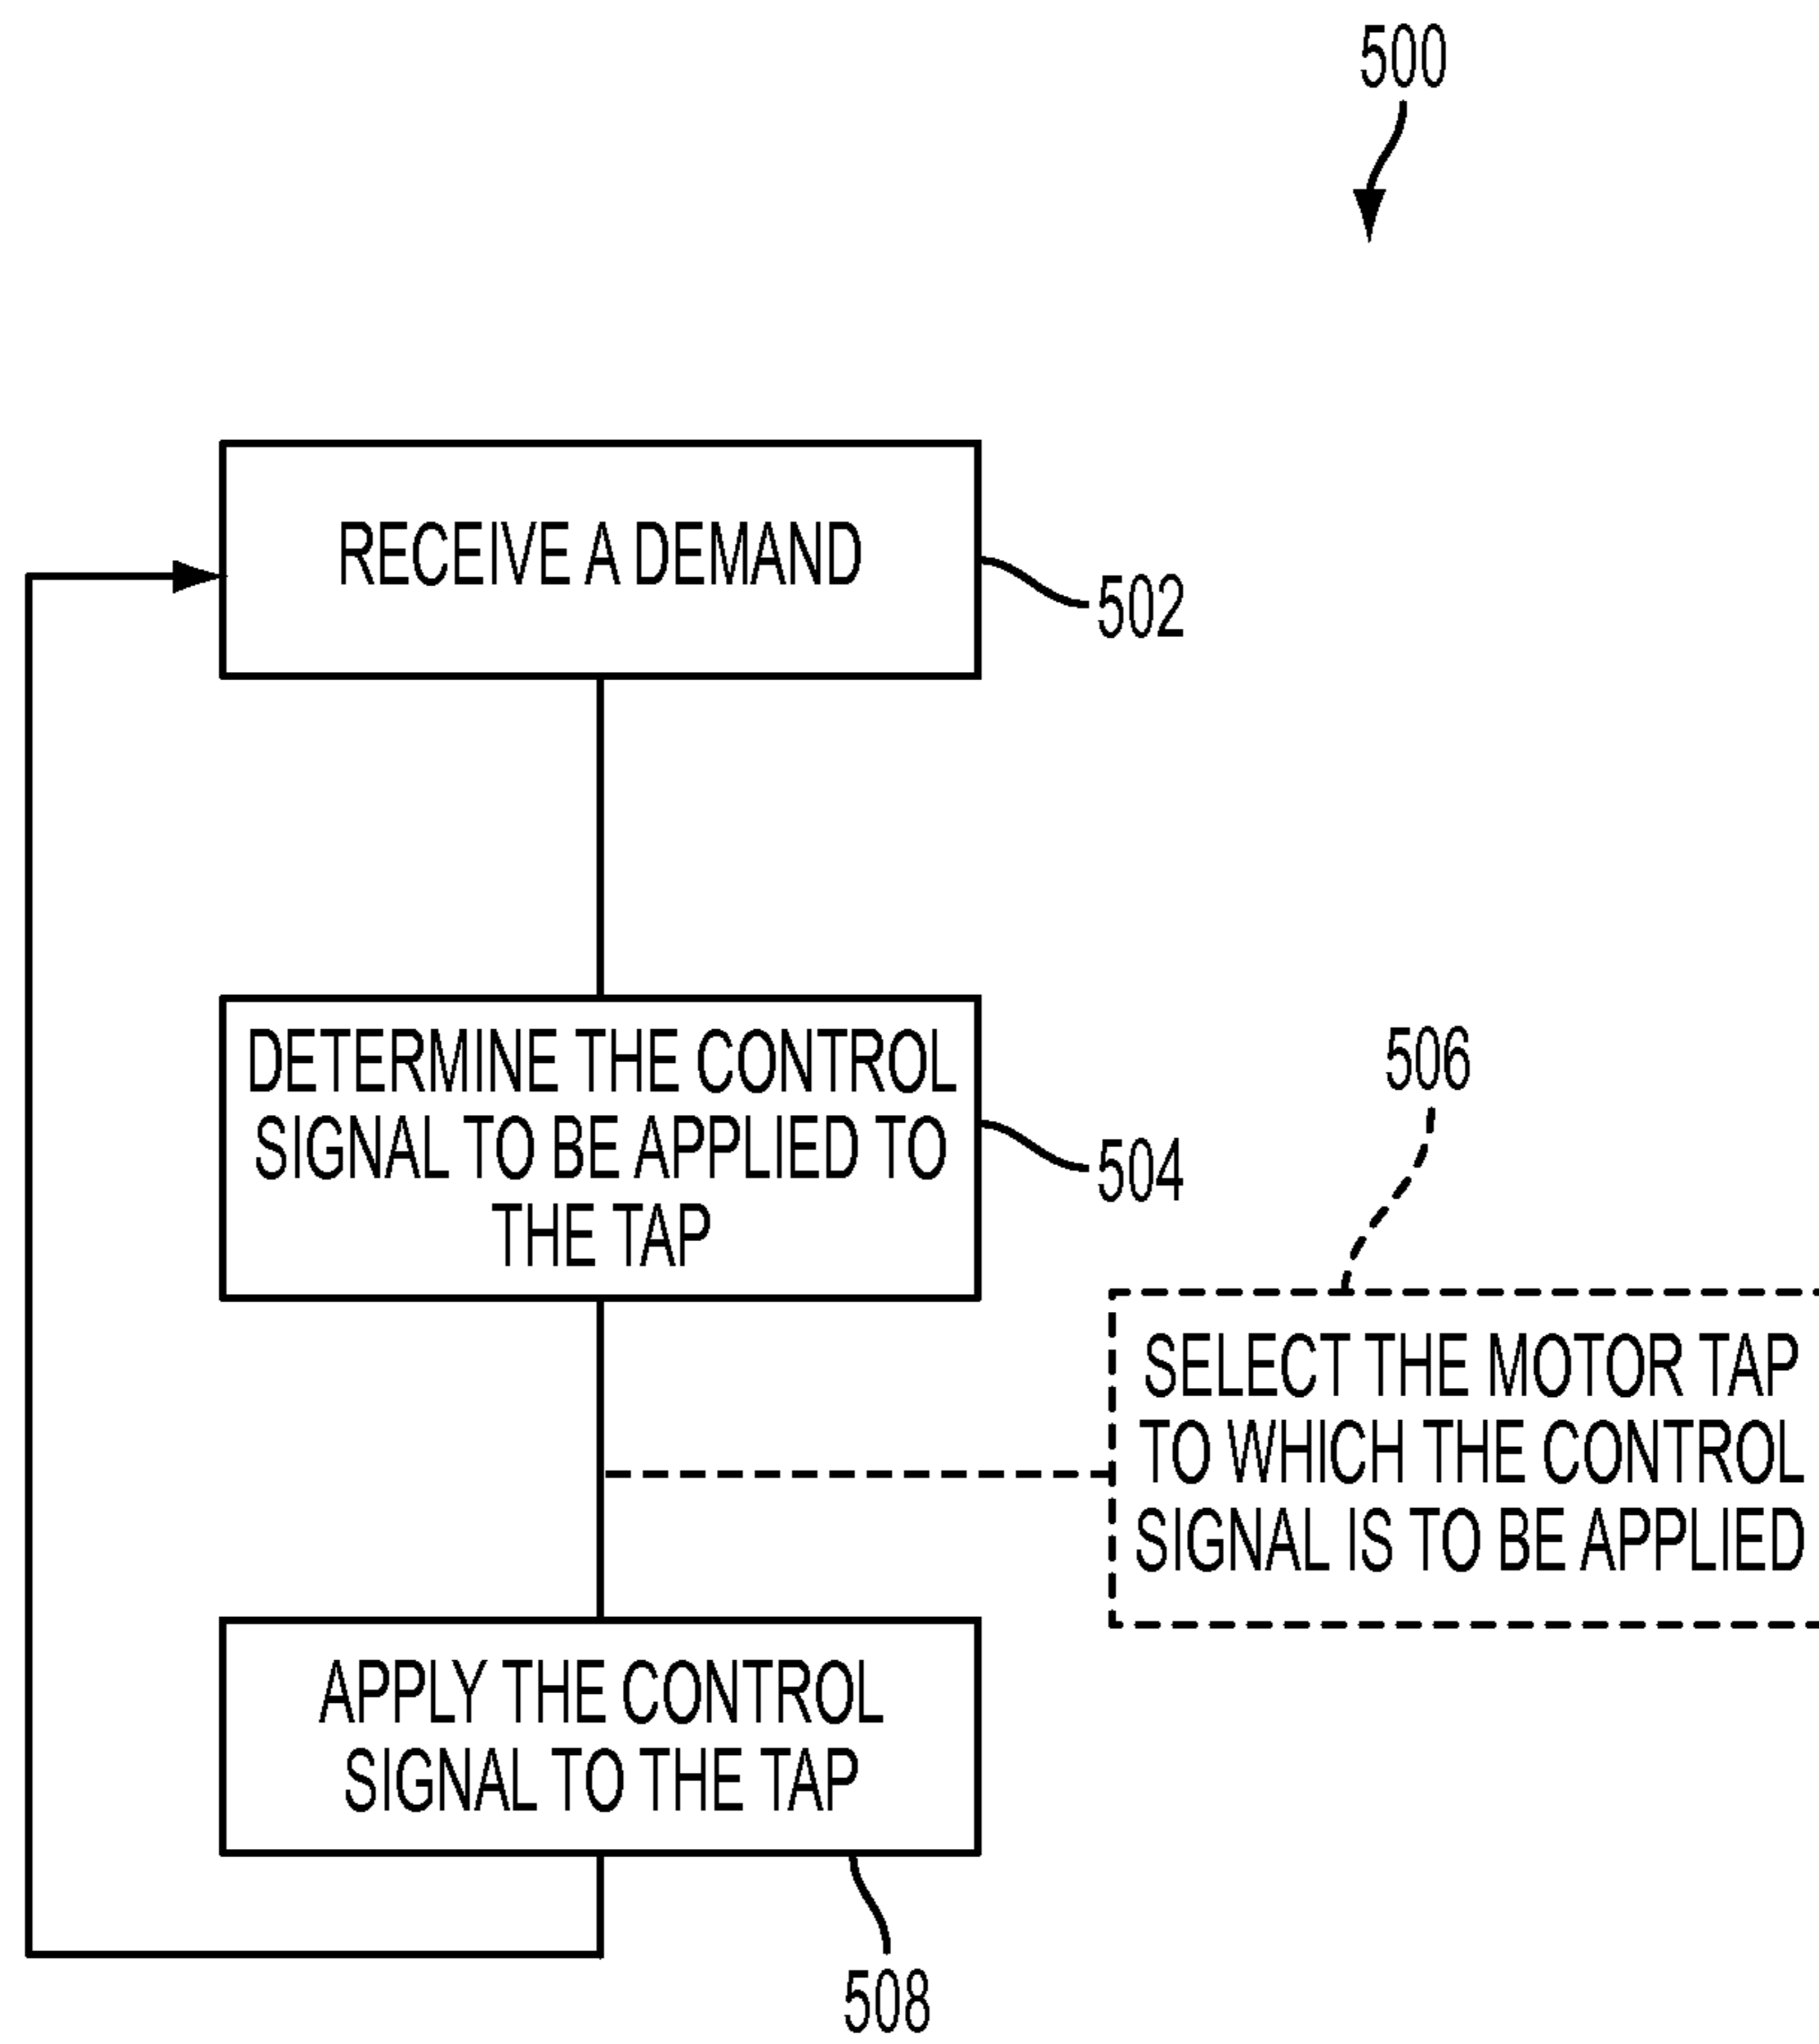 500
RECEIVE A DEMAND
502
DETERMINE THE CONTROL
SIGNAL TO BE APPLIED TO
THE TAP
504
506
SELECT THE MOTOR TAP
TO WHICH THE CONTROL
SIGNAL IS TO BE APPLIED
APPLY THE CONTROL
SIGNAL TO THE TAP
508